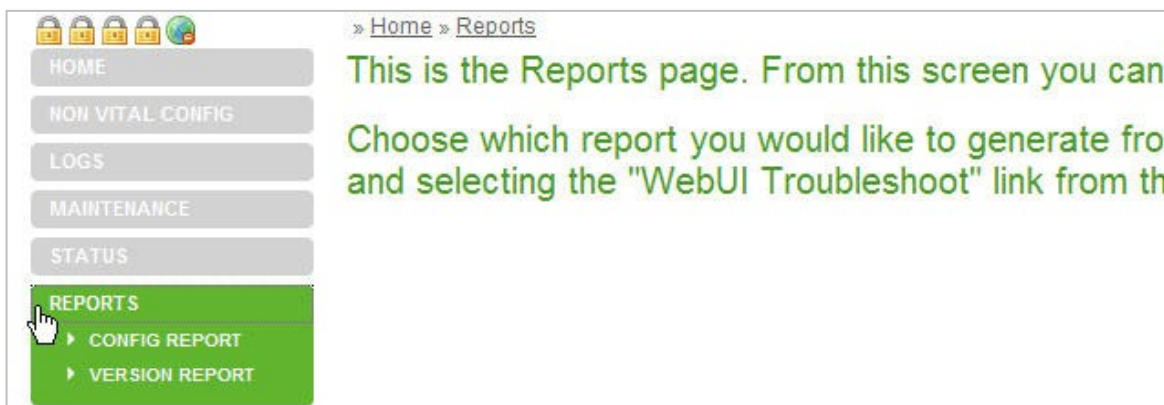 » Home » Reports
HOME
NON VITAL CONFIG
LOGS
MAINTENANCE
STATUS
REPORTS
CONFIG REPORT
VERSION REPORT
This is the Reports page. From this screen you can
Choose which report you would like to generate fro
and selecting the "WebUI Troubleshoot" link from th